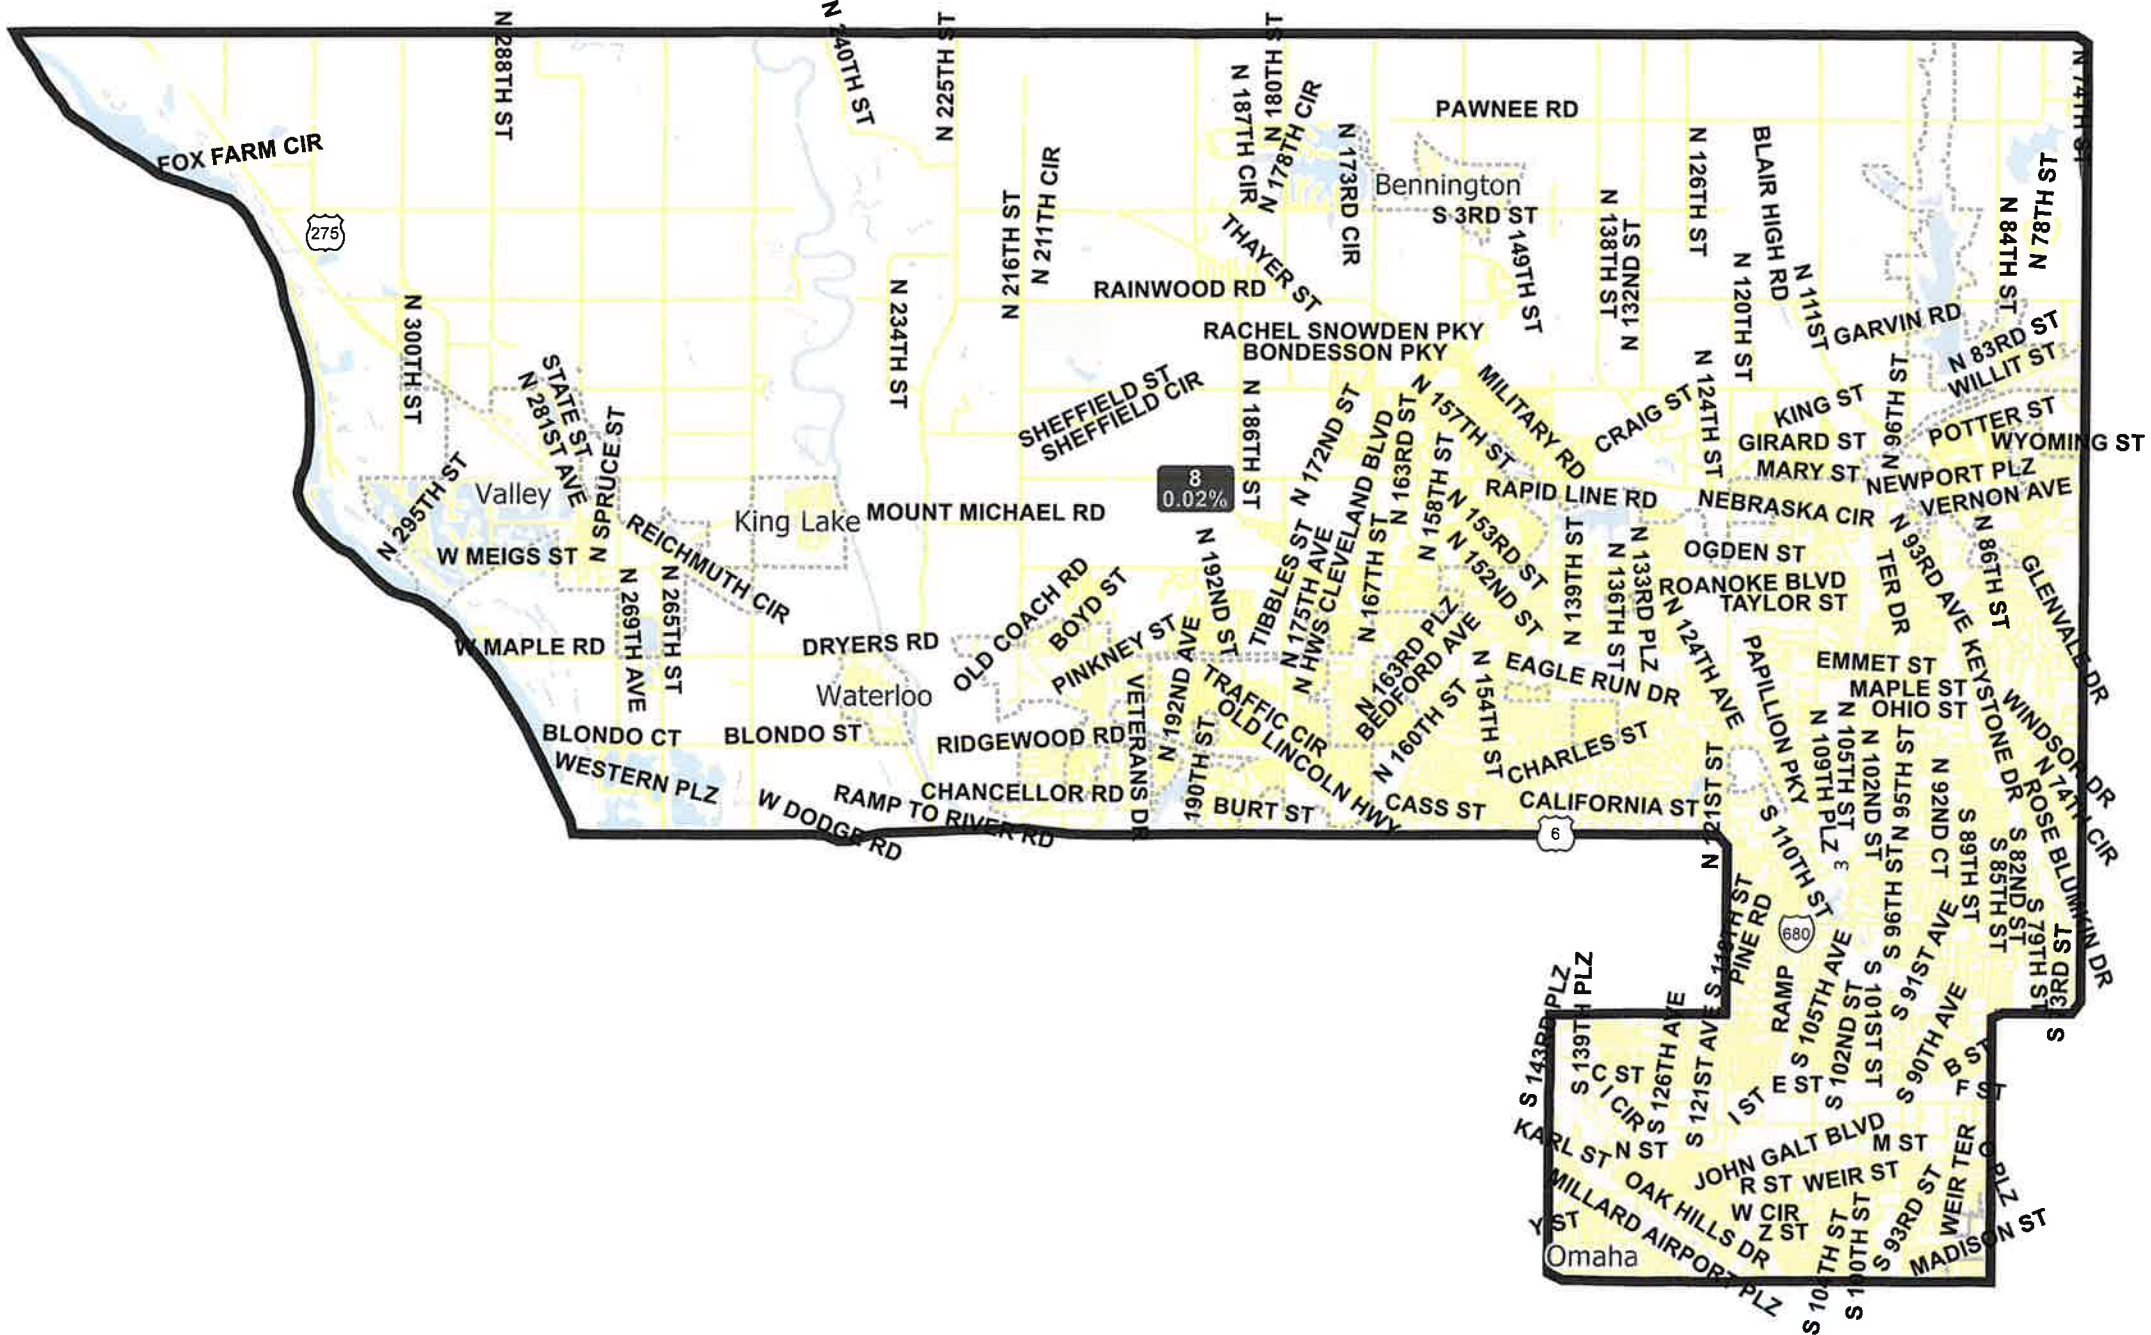 N 288TH ST
N 240TH ST
N 225TH ST
N 187TH CIR
N 180TH ST
N 178TH CIR
N 173RD CIR
PAWNEE RD
N 74TH ST
FOX FARM CIR
275
N 216TH ST
N 211TH CIR
Bennington
S 3RD ST
149TH ST
N 138TH ST
N 132ND ST
N 126TH ST
BLAIR HIGH RD
N 120TH ST
N 111ST
N 84TH ST
N 78TH ST
THAYER ST
RAINWOOD RD
RACHEL SNOWDEN PKY
BONDESSON PKY
GARVIN RD
N 83RD ST
WILLIT ST
N 300TH ST
STATE ST
N 281ST AVE
N SPRUCE ST
N 234TH ST
SHEFFIELD ST
SHEFFIELD CIR
N 186TH ST
N 172ND ST
N HWS CLEVELAND BLVD
N 163RD ST
N 157TH ST
MILITARY RD
CRAIG ST
N 124TH ST
KING ST
GIRARD ST
MARY ST
N 96TH ST
POTTER ST
WYOMING ST
NEWPORT PLZ
VERNON AVE
N 295TH ST
Valley
8
0.02%
King Lake
MOUNT MICHAEL RD
N 158TH ST
N 153RD ST
RAPID LINE RD
NEBRASKA CIR
W MEIGS ST
REICHMUTH CIR
N 269TH AVE
N 265TH ST
OLD COACH RD
BOYD ST
PINKNEY ST
N 192ND ST
N 192ND AVE
TIBBLES ST
N 175TH AVE
N 167TH ST
N 163RD PLZ
BEDFORD AVE
N 152ND ST
N 139TH ST
N 136TH ST
N 133RD PLZ
OGDEN ST
ROANOKE BLVD
TAYLOR ST
TER DR
N 93RD AVE
N 86TH ST
GLENVALE DR
W MAPLE RD
DRYERS RD
Waterloo
N 160TH ST
N 154TH ST
EAGLE RUN DR
N 124TH AVE
PAPILLION PKY
EMMET ST
MAPLE ST
OHIO ST
KEYSTONE DR
WINDSOR DR
BLONDO CT
BLONDO ST
RIDGEWOOD RD
VETERANS DR
TRAFFIC CIR
OLD LINCOLN HWY
190TH ST
CHARLES ST
WESTERN PLZ
W DODGE RD
RAMP TO RIVER RD
CHANCELLOR RD
BURT ST
CASS ST
CALIFORNIA ST
6
N 121ST ST
S 110TH ST
N 109TH PLZ
3
N 105TH ST
N 102ND ST
N 95TH ST
S 96TH ST
N 92ND CT
S 89TH ST
S 85TH ST
S 82ND ST
S 79TH ST
N 74TH CIR
ROSE BLUMKIN DR
S 73RD ST
680
S 118TH ST
PINE RD
RAMP
S 105TH AVE
S 102ND ST
S 101ST ST
S 91ST AVE
S 90TH AVE
S 143RD PLZ
S 139TH PLZ
S 126TH AVE
S 121ST AVE
C ST
I CIR
I ST
E ST
B ST
F ST
KARL ST
N ST
JOHN GALT BLVD
M ST
R ST
WEIR ST
WEIR TER
O PLZ
OAK HILLS DR
W CIR
Z ST
Y ST
MILLARD AIRPORT PLZ
S 104TH ST
S 100TH ST
S 93RD ST
MADISON ST
Omaha